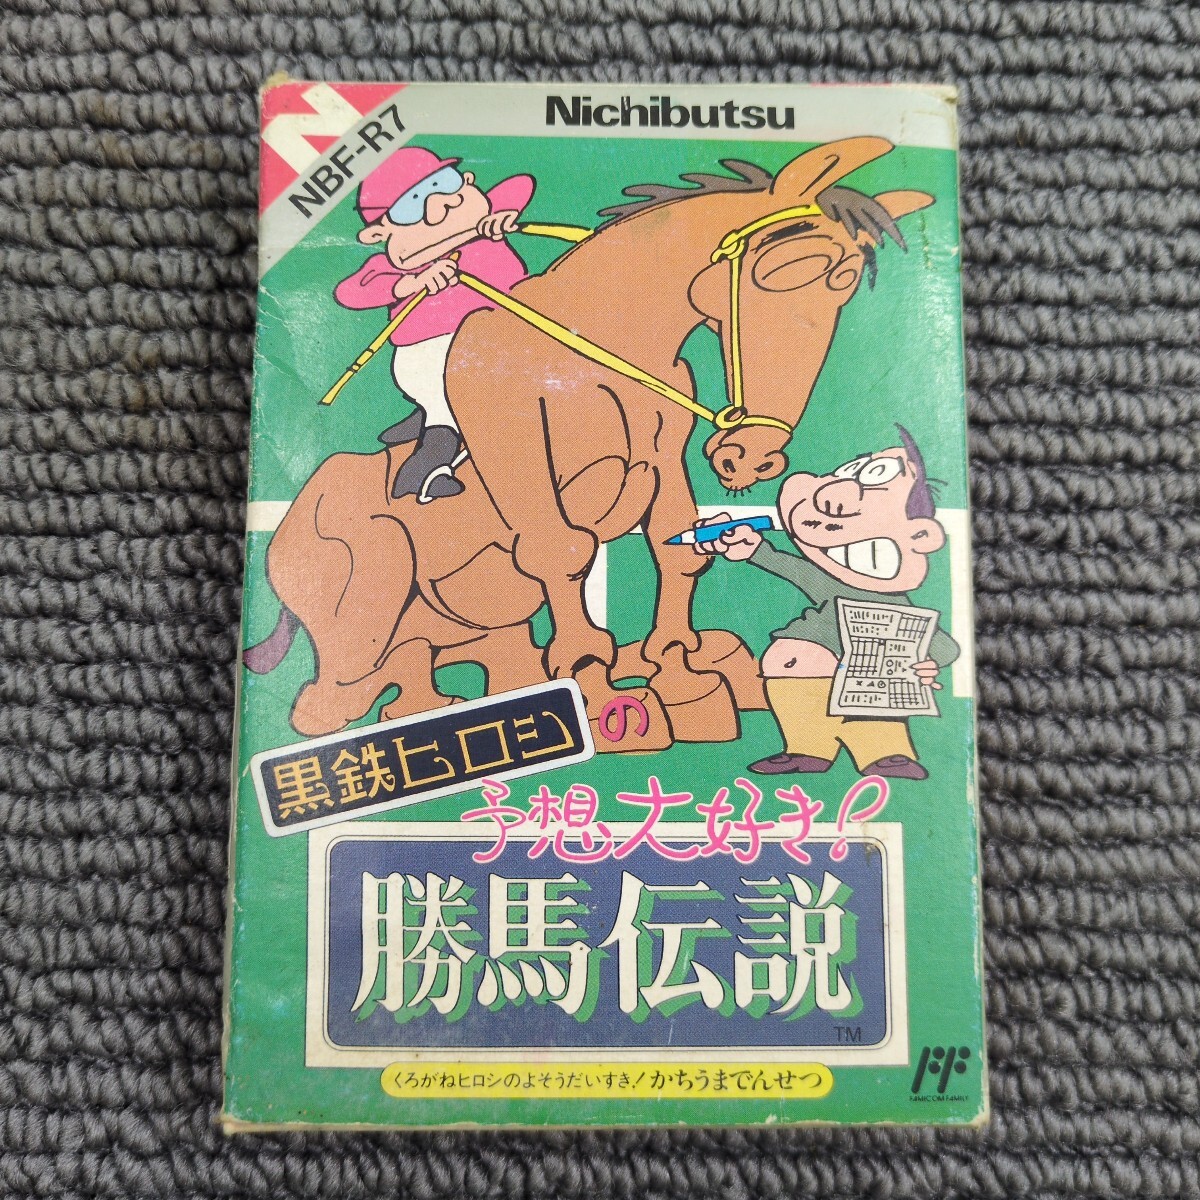 Nichibutsu
NBF-R7
黒鉄ヒロシの
予想大好き!
勝馬伝説
TM
くろがねヒロシのよそうだいすき!かちうまでんせつ
FAMICOM FAMILY